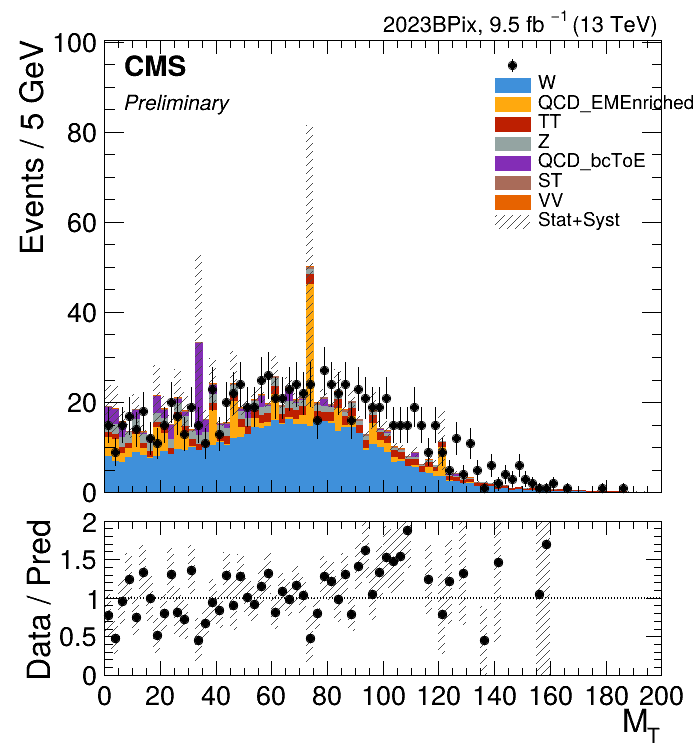 2023BPix, 9.5 fb⁻¹ (13 TeV)
Events / 5 GeV
100
80
60
40
20
0
CMS
Preliminary
W
QCD_EMEnriched
TT
Z
QCD_bcToE
ST
VV
Stat+Syst
Data / Pred
2
1.5
1
0.5
0
0 20 40 60 80 100 120 140 160 180 200
M_T